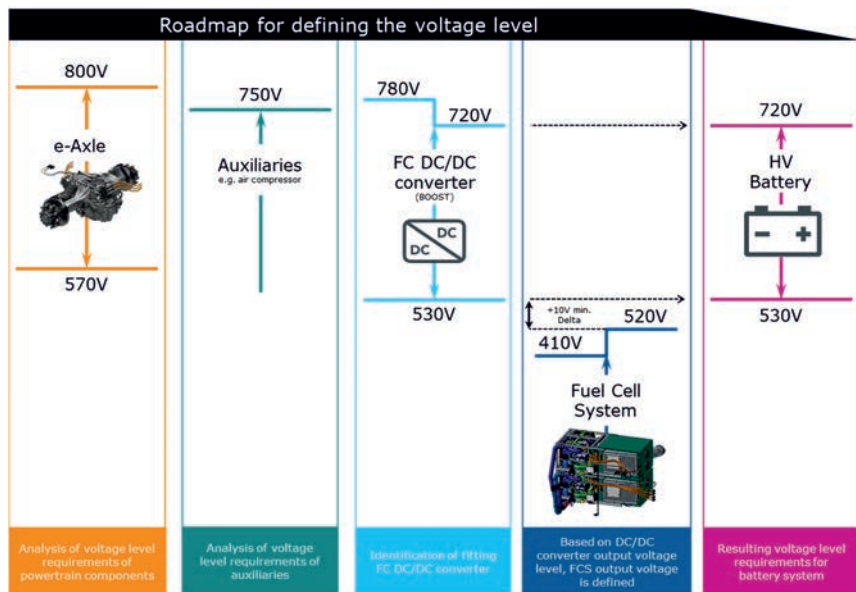 Roadmap for defining the voltage level
800V
e-Axle
570V
Analysis of voltage level
requirements of
powertrain components
750V
Auxiliaries
e.g. air compressor
Analysis of voltage
level requirements of
auxiliaries
780V
720V
FC DC/DC
converter
(BOOST)
DC
DC
530V
Identification of fitting
FC DC/DC converter
+10V min.
Delta
520V
410V
Fuel Cell
System
Based on DC/DC
converter output voltage
level, FCS output voltage
is defined
720V
HV
Battery
530V
Resulting voltage level
requirements for
battery system